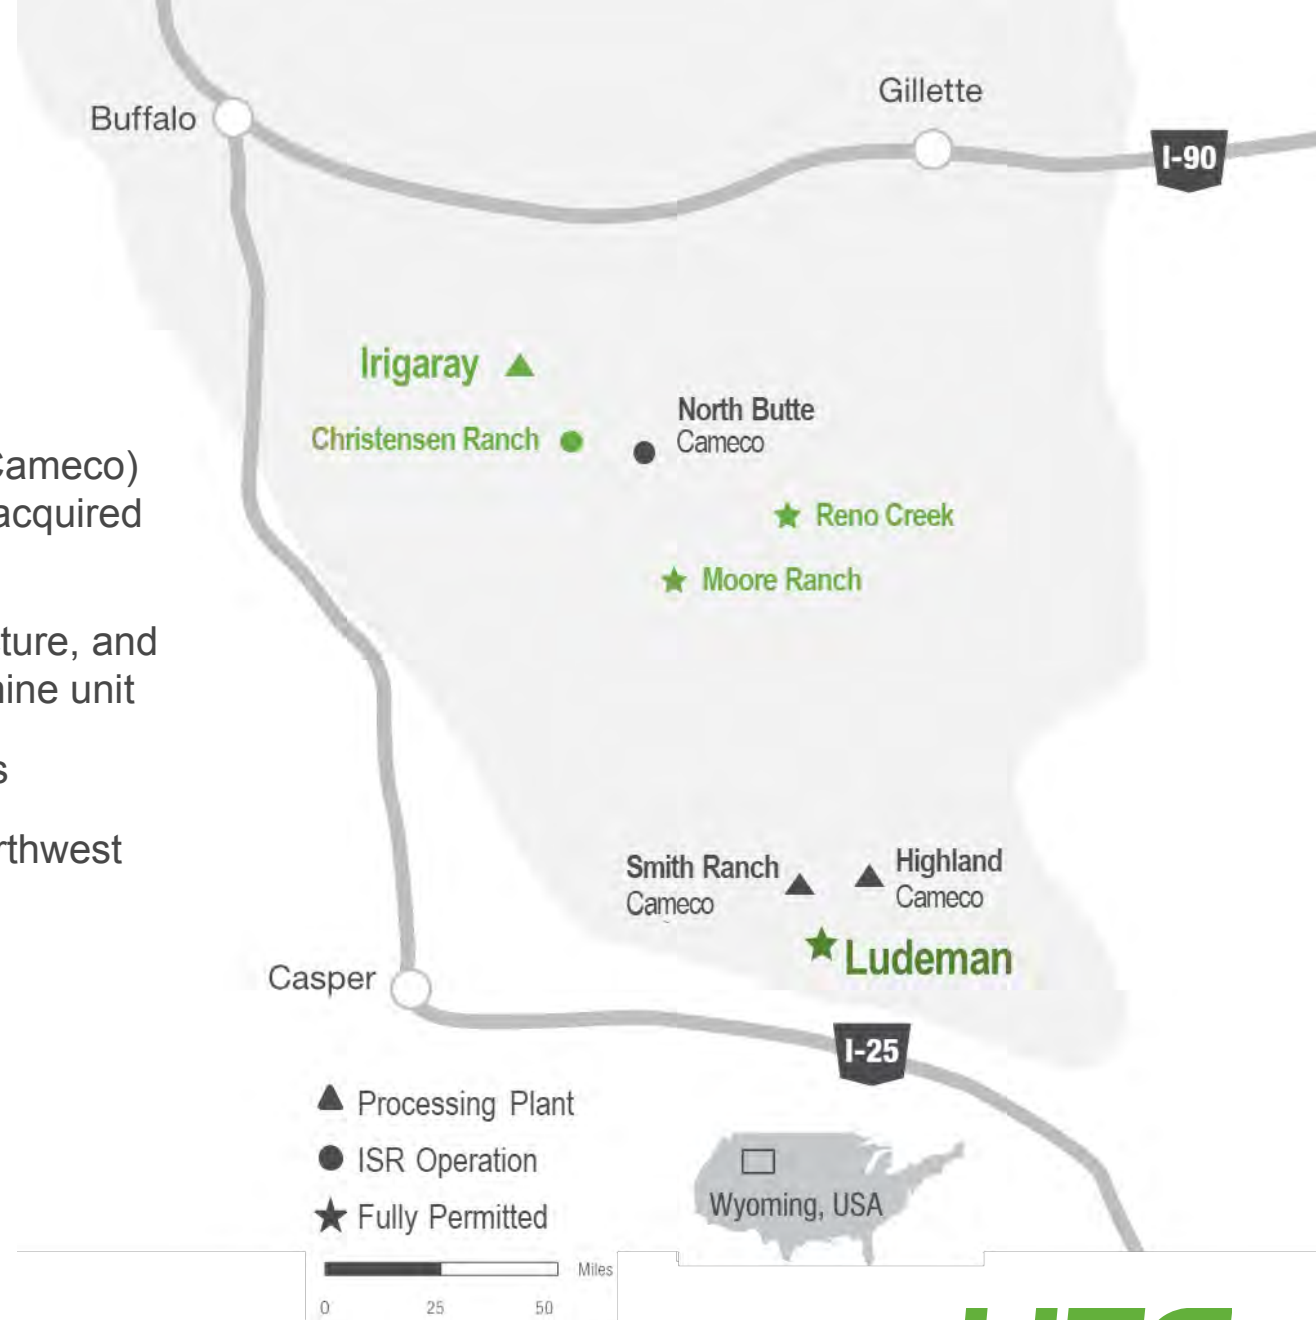 Gillette
Buffalo
I-90
Irigaray
North Butte
Cameco
Christensen Ranch
Cameco)
acquired
Reno Creek
Moore Ranch
ture, and
nine unit
s
rthwest
Smith Ranch
Cameco
Highland
Cameco
Ludeman
Casper
I-25
Processing Plant
ISR Operation
Fully Permitted
Wyoming, USA
Miles
0 25 50